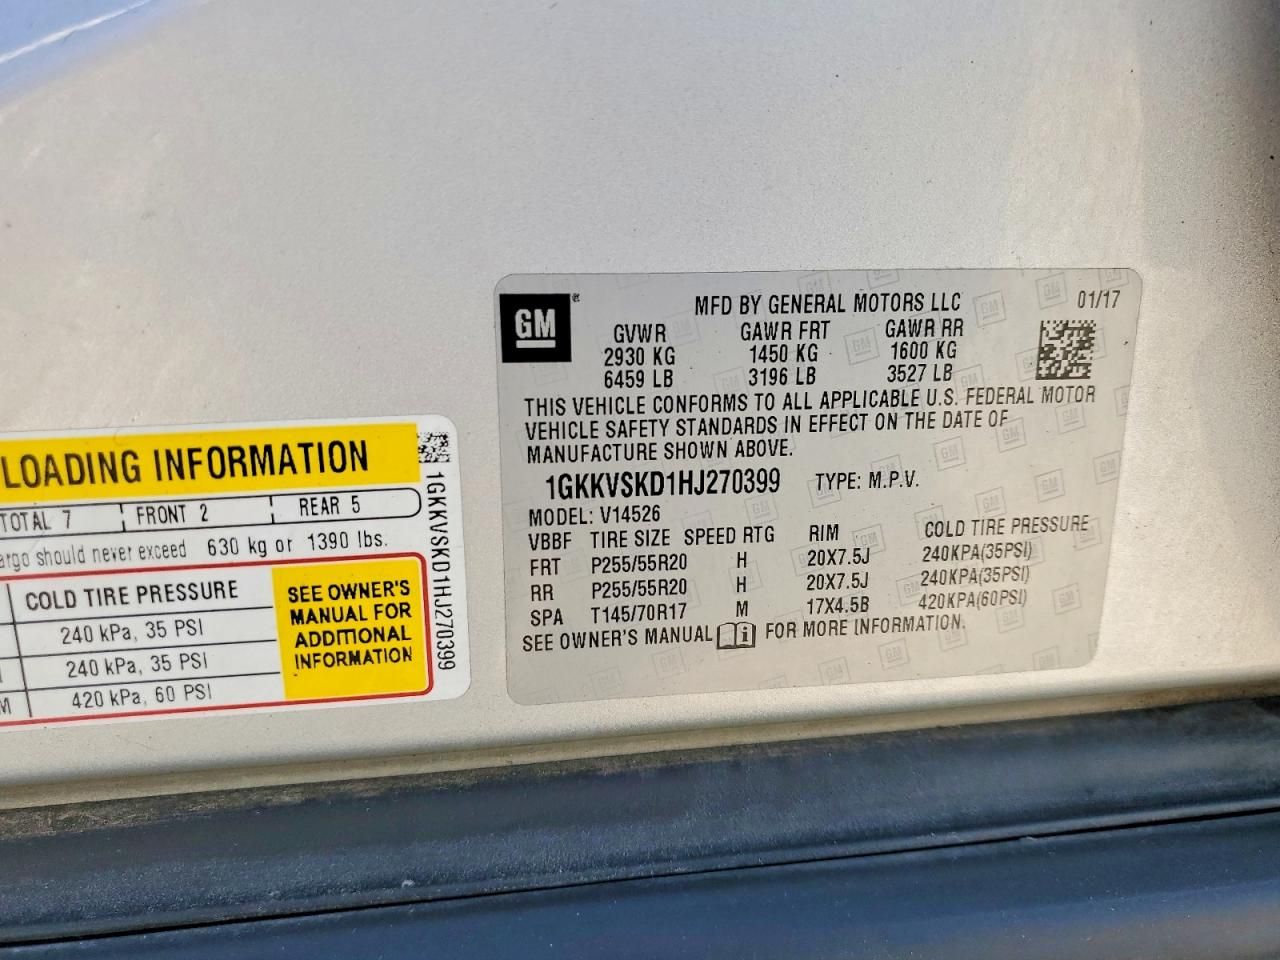 LOADING INFORMATION
TOTAL 7 FRONT 2 REAR 5
cargo should never exceed 630 kg or 1390 lbs.
COLD TIRE PRESSURE
240 kPa, 35 PSI
240 kPa, 35 PSI
M 420 kPa, 60 PSI
SEE OWNER'S
MANUAL FOR
ADDITIONAL
INFORMATION
1GKKVSKD1HJ270399
GM®
MFD BY GENERAL MOTORS LLC 01/17
GVWR GAWR FRT GAWR RR
2930 KG 1450 KG 1600 KG
6459 LB 3196 LB 3527 LB
THIS VEHICLE CONFORMS TO ALL APPLICABLE U.S. FEDERAL MOTOR
VEHICLE SAFETY STANDARDS IN EFFECT ON THE DATE OF
MANUFACTURE SHOWN ABOVE.
1GKKVSKD1HJ270399 TYPE: M.P.V.
MODEL: V14526
VBBF TIRE SIZE SPEED RTG RIM COLD TIRE PRESSURE
FRT P255/55R20 H 20X7.5J 240KPA(35PSI)
RR P255/55R20 H 20X7.5J 240KPA(35PSI)
SPA T145/70R17 M 17X4.5B 420KPA(60PSI)
SEE OWNER'S MANUAL FOR MORE INFORMATION.